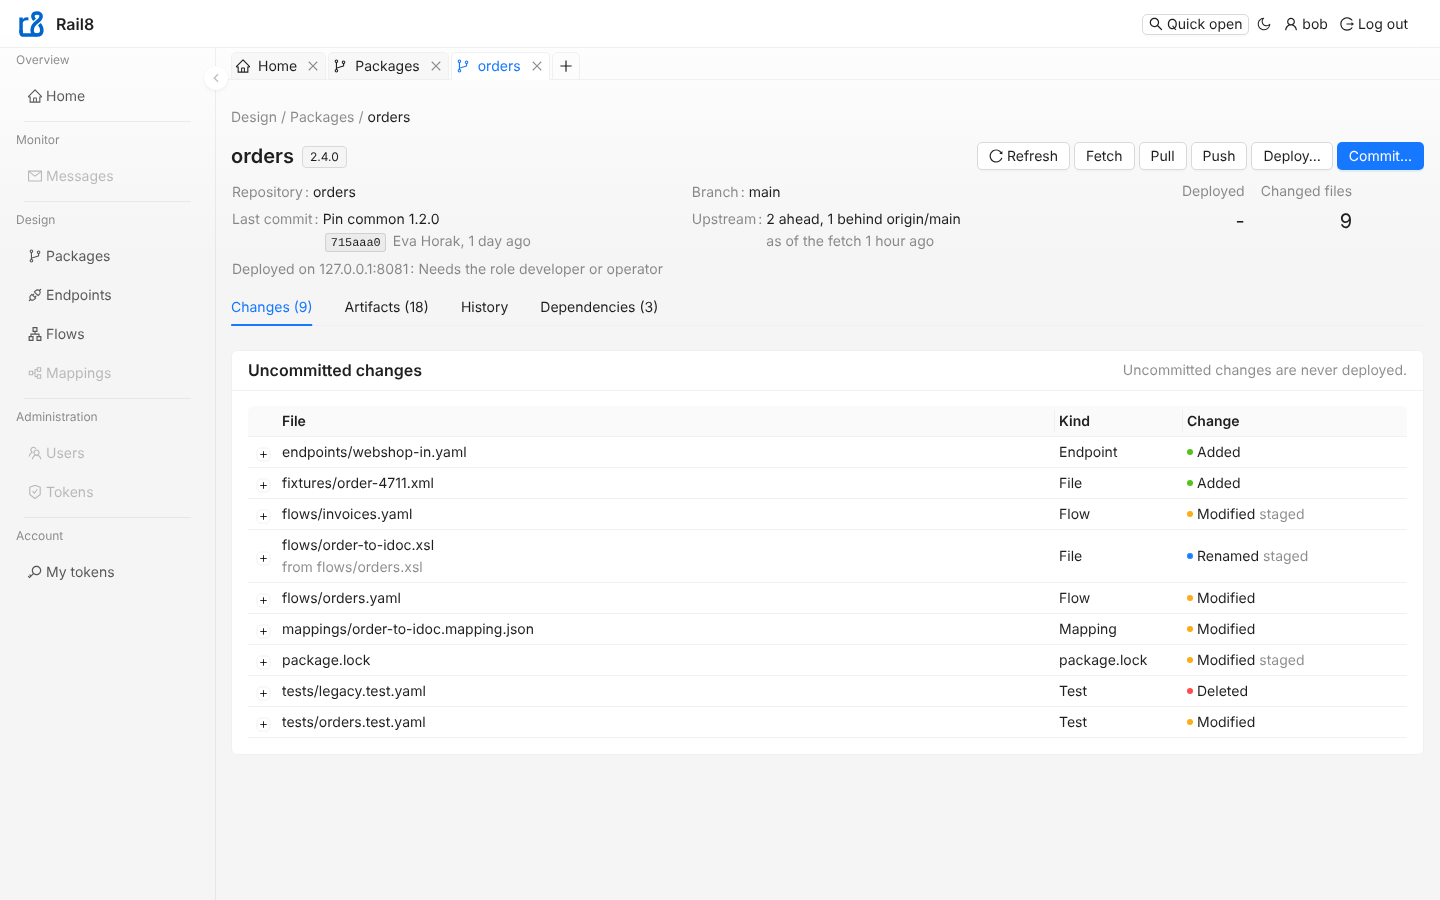 r8 Rail8
Quick open
bob
Log out
Overview
Home
Monitor
Messages
Design
Packages
Endpoints
Flows
Mappings
Administration
Users
Tokens
Account
My tokens
Home
Packages
orders
Design / Packages / orders
orders 2.4.0
Refresh
Fetch
Pull
Push
Deploy...
Commit...
Repository: orders
Branch: main
Deployed
-
Changed files
9
Last commit: Pin common 1.2.0
715aaa0 Eva Horak, 1 day ago
Upstream: 2 ahead, 1 behind origin/main
as of the fetch 1 hour ago
Deployed on 127.0.0.1:8081: Needs the role developer or operator
Changes (9)
Artifacts (18)
History
Dependencies (3)
Uncommitted changes
Uncommitted changes are never deployed.
File Kind Change
endpoints/webshop-in.yaml Endpoint Added
fixtures/order-4711.xml File Added
flows/invoices.yaml Flow Modified staged
flows/order-to-idoc.xsl File Renamed staged
from flows/orders.xsl
flows/orders.yaml Flow Modified
mappings/order-to-idoc.mapping.json Mapping Modified
package.lock package.lock Modified staged
tests/legacy.test.yaml Test Deleted
tests/orders.test.yaml Test Modified